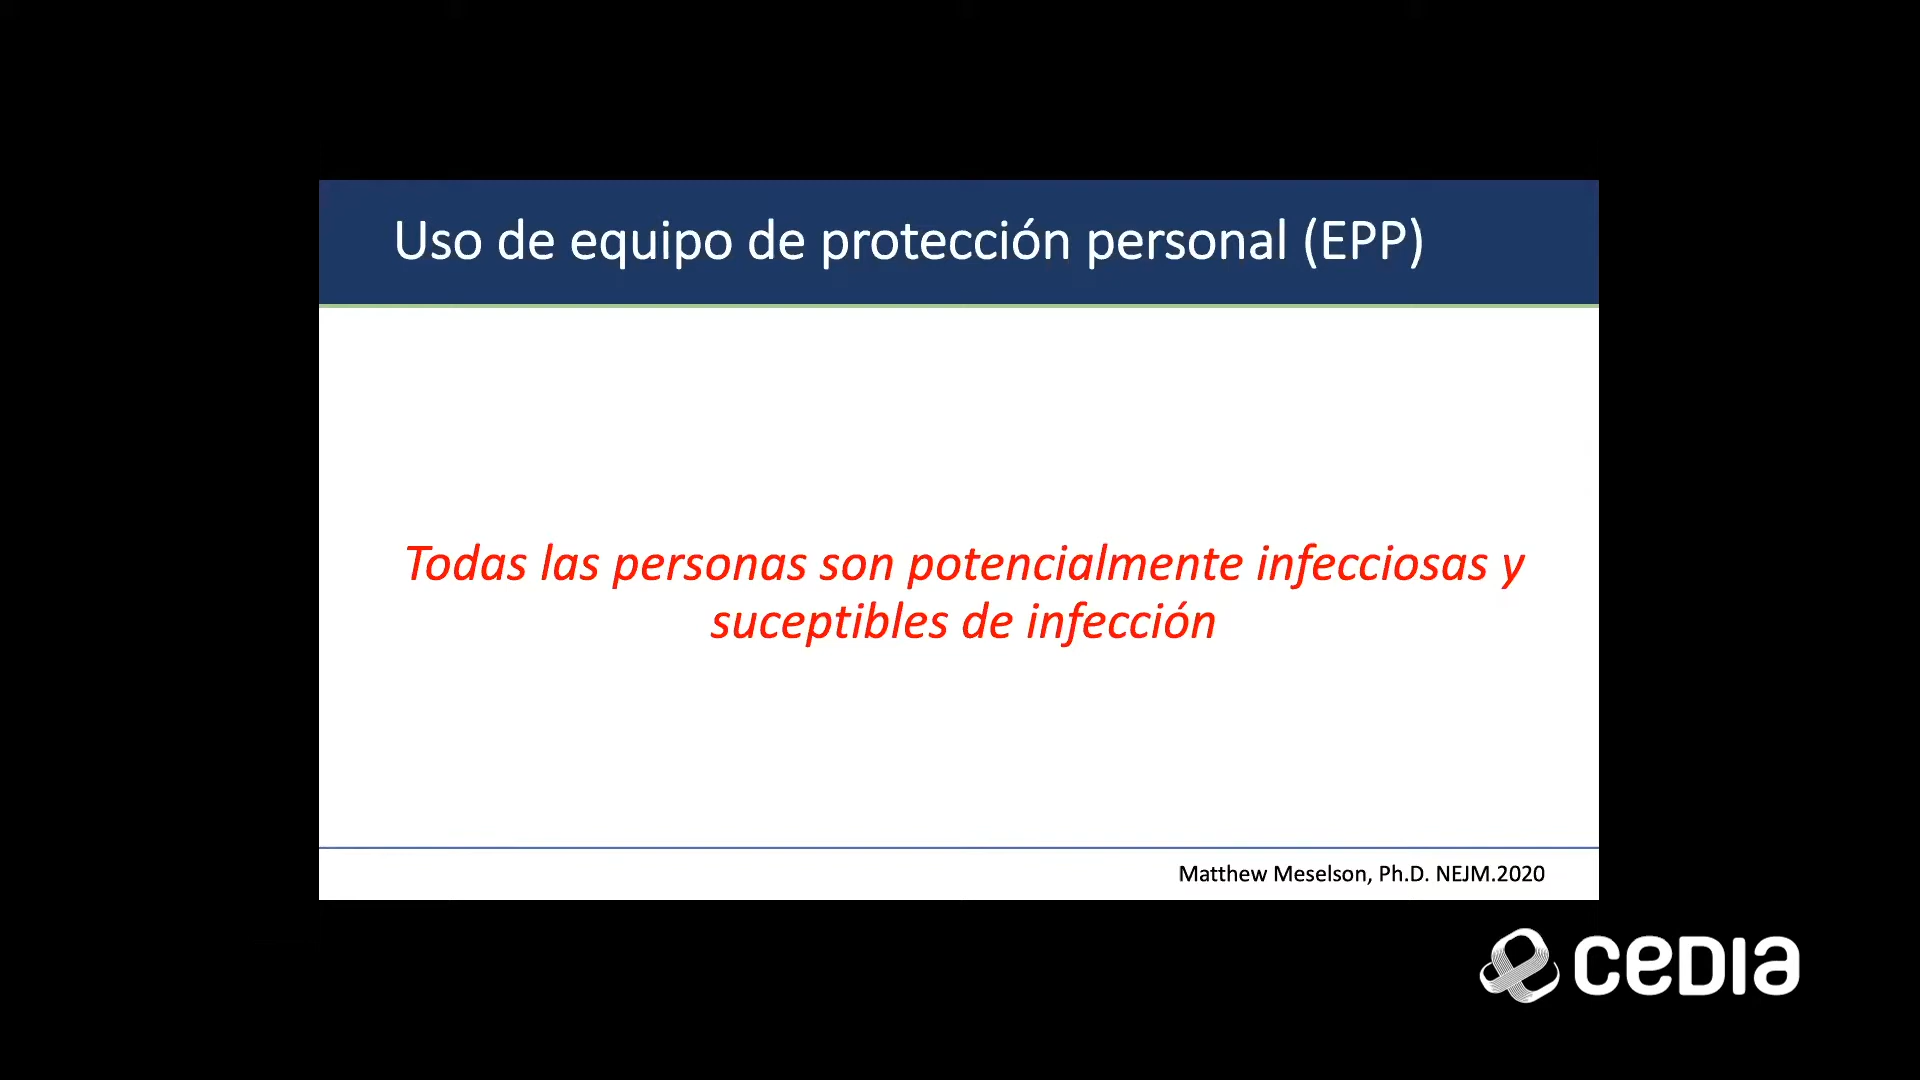 Uso de equipo de protección personal (EPP)
Todas las personas son potencialmente infecciosas y
suceptibles de infección
Matthew Meselson, Ph.D. NEJM.2020
CEDIA